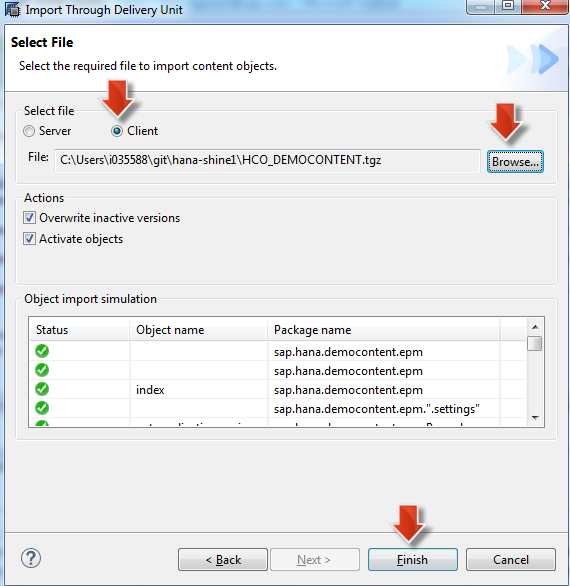 Import Through Delivery Unit
Select File
Select the required file to import content objects.
Select file
Server Client
File: C:\Users\i035588\git\hana-shine1\HCO_DEMOCONTENT.tgz Browse...
Actions
Overwrite inactive versions
Activate objects
Object import simulation
Status Object name Package name
sap.hana.democontent.epm
sap.hana.democontent.epm
index sap.hana.democontent.epm
sap.hana.democontent.epm.".settings"
? < Back Next > Finish Cancel